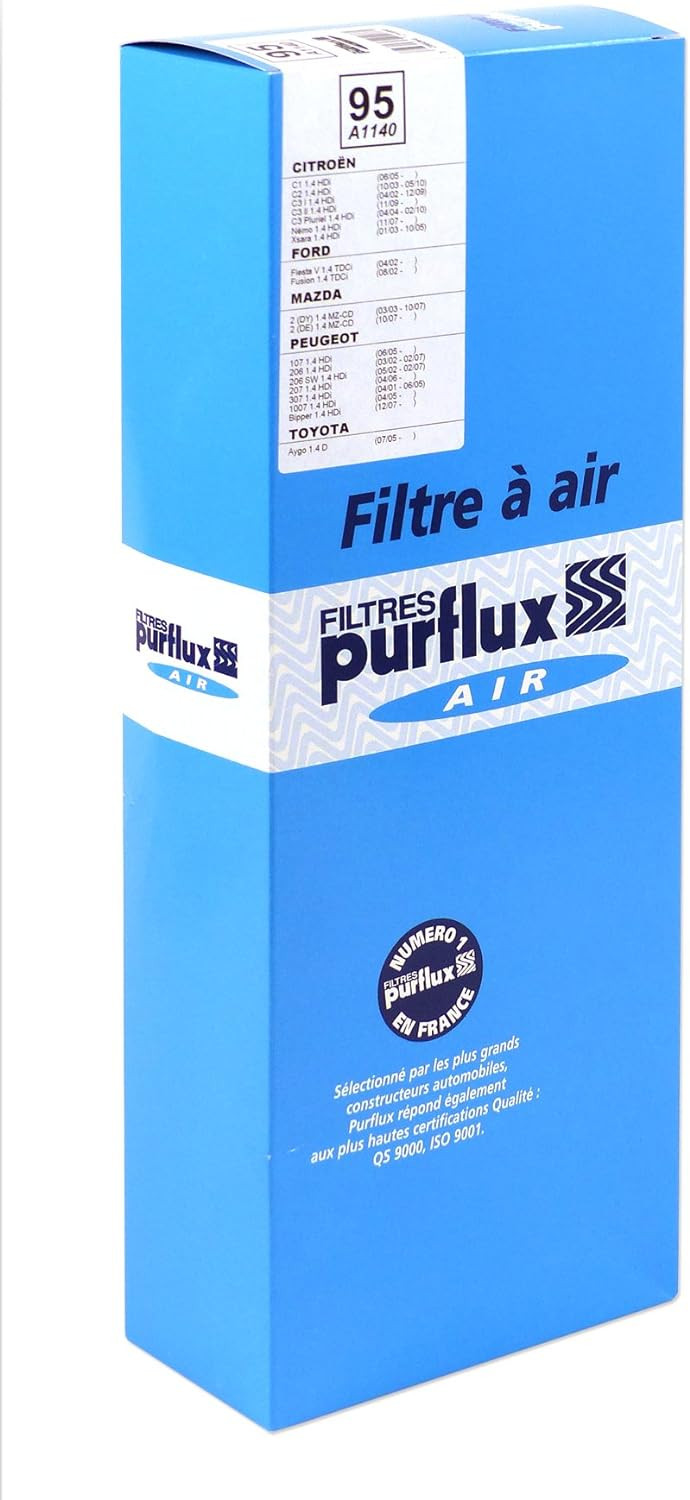 95
95
A1140
CITROËN
C1 1.4 HDi (06/05 - )
C2 1.4 HDi (10/03 - 05/10)
C3 I 1.4 HDi (04/02 - 12/09)
C3 II 1.4 HDi (11/09 - )
C3 Pluriel 1.4 HDi (04/04 - 02/10)
Némo 1.4 HDi (11/07 - )
Xsara 1.4 HDi (01/03 - 10/05)
FORD
Fiesta V 1.4 TDCi (04/02 - )
Fusion 1.4 TDCi (08/02 - )
MAZDA
2 (DY) 1.4 MZ-CD (03/03 - 10/07)
2 (DE) 1.4 MZ-CD (10/07 - )
PEUGEOT
107 1.4 HDi (06/05 - )
206 1.4 HDi (03/02 - 02/07)
206 SW 1.4 HDi (05/02 - 02/07)
207 1.4 HDi (04/06 - )
307 1.4 HDi (04/01 - 06/05)
1007 1.4 HDi (04/05 - )
Bipper 1.4 HDi (12/07 - )
TOYOTA
Aygo 1.4 D (07/05 - )
Filtre à air
FILTRES
purflux
AIR
FILTRES
purflux
AIR
NUMERO 1
FILTRES
purflux
EN FRANCE
Sélectionné par les plus grands
constructeurs automobiles,
Purflux répond également
aux plus hautes certifications Qualité :
QS 9000, ISO 9001.